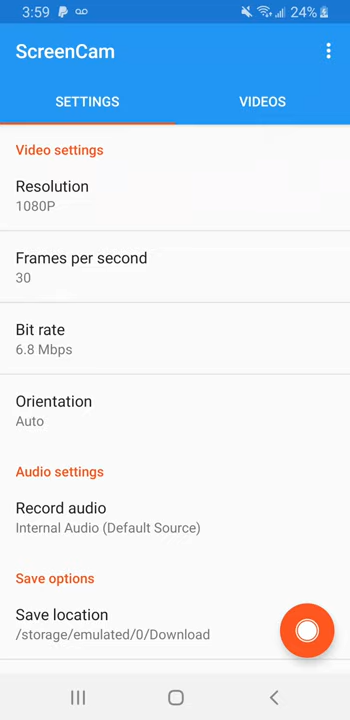 3:59
24%
ScreenCam
SETTINGS
VIDEOS
Video settings
Resolution
1080P
Frames per second
30
Bit rate
6.8 Mbps
Orientation
Auto
Audio settings
Record audio
Internal Audio (Default Source)
Save options
Save location
/storage/emulated/0/Download